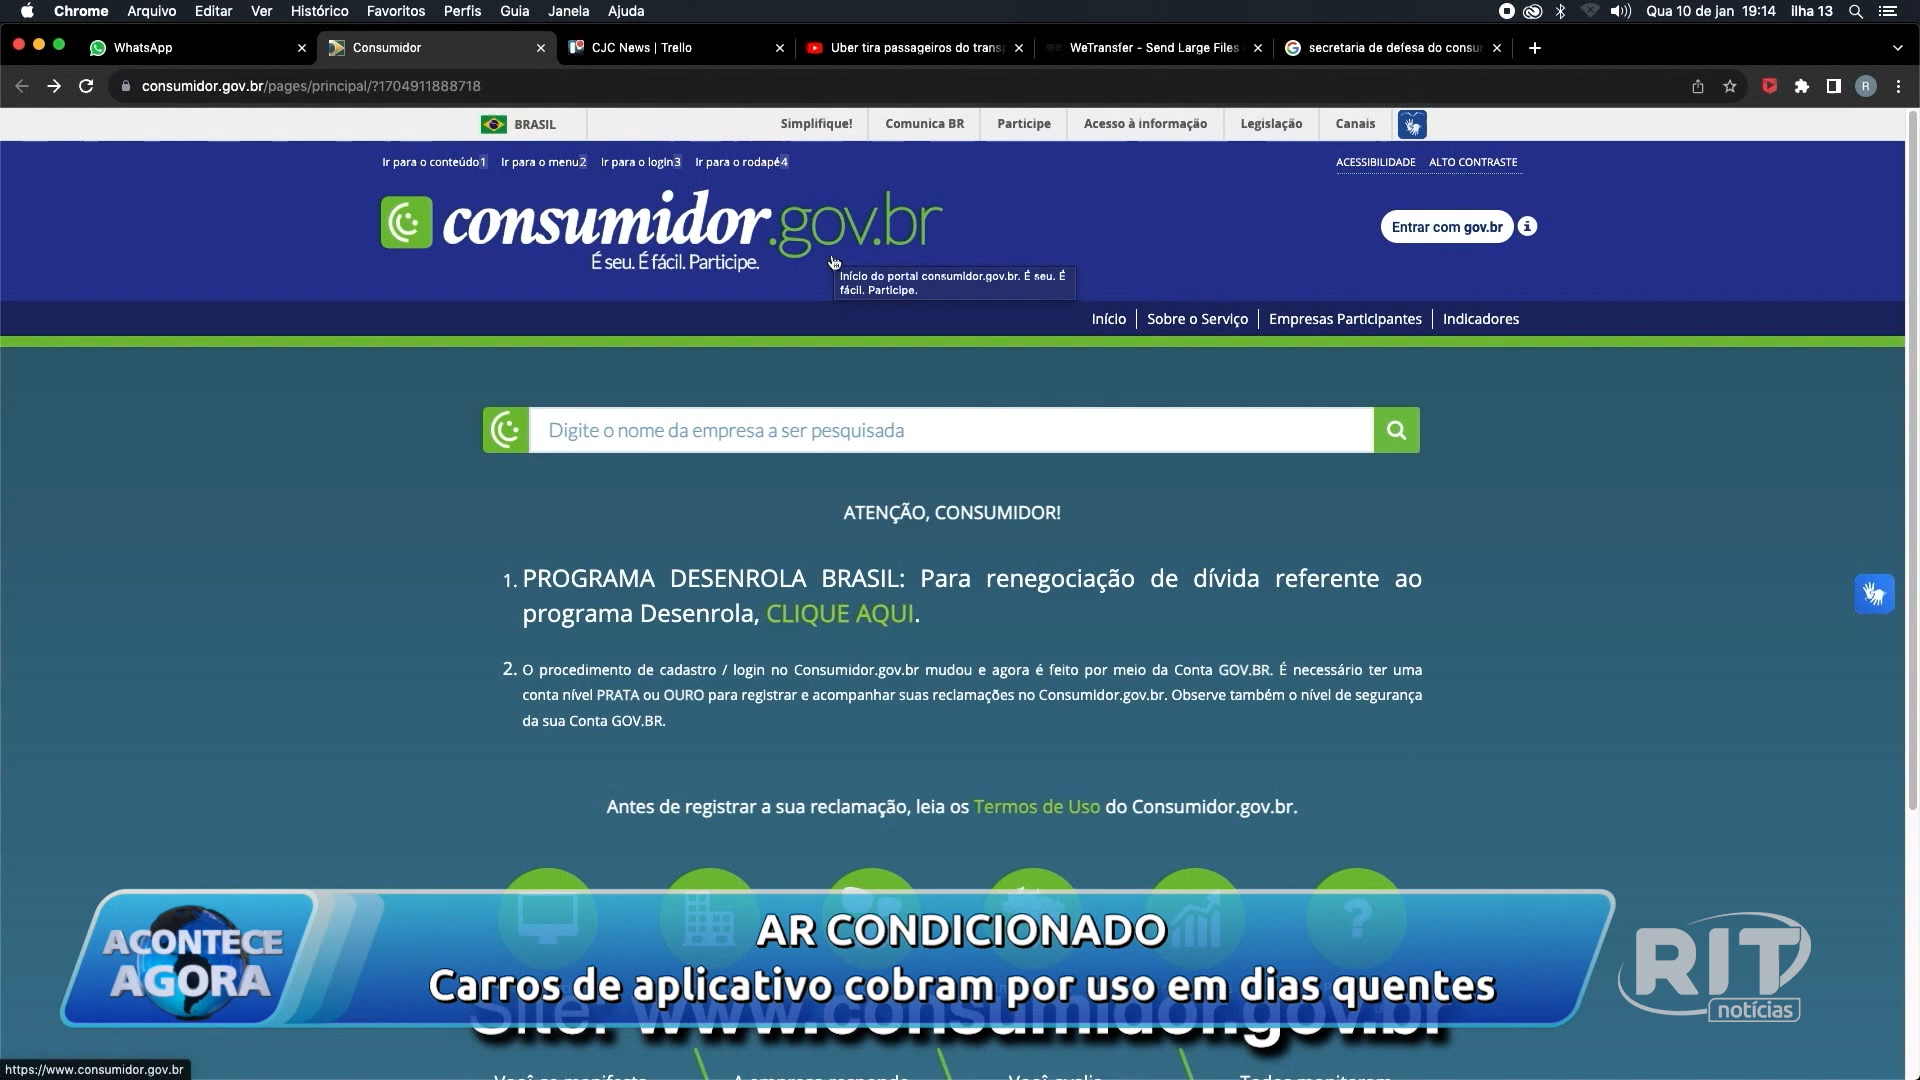 Chrome Arquivo Editar Ver Histórico Favoritos Perfis Guia Janela Ajuda
Qua 10 de jan 19:14 ilha 13
WhatsApp
Consumidor
CJC News | Trello
Uber tira passageiros do transp
WeTransfer - Send Large Files
secretaria de defesa do consu
consumidor.gov.br/pages/principal/?1704911888718
R
BRASIL
Simplifique! Comunica BR Participe Acesso à informação Legislação Canais
Ir para o conteúdo1 Ir para o menu2 Ir para o login3 Ir para o rodapé4
ACESSIBILIDADE ALTO CONTRASTE
consumidor.gov.br
É seu. É fácil. Participe.
Entrar com gov.br
Início do portal consumidor.gov.br. É seu. É
fácil. Participe.
Início Sobre o Serviço Empresas Participantes Indicadores
Digite o nome da empresa a ser pesquisada
ATENÇÃO, CONSUMIDOR!
1. PROGRAMA DESENROLA BRASIL: Para renegociação de dívida referente ao
programa Desenrola, CLIQUE AQUI.
2. O procedimento de cadastro / login no Consumidor.gov.br mudou e agora é feito por meio da Conta GOV.BR. É necessário ter uma
conta nível PRATA ou OURO para registrar e acompanhar suas reclamações no Consumidor.gov.br. Observe também o nível de segurança
da sua Conta GOV.BR.
Antes de registrar a sua reclamação, leia os Termos de Uso do Consumidor.gov.br.
?
ACONTECE
AGORA
AR CONDICIONADO
Carros de aplicativo cobram por uso em dias quentes
RIT
notícias
Site: www.consumidor.gov.br
https://www.consumidor.gov.br
Você se manifesta A empresa responde Você avalia Todos monitoram